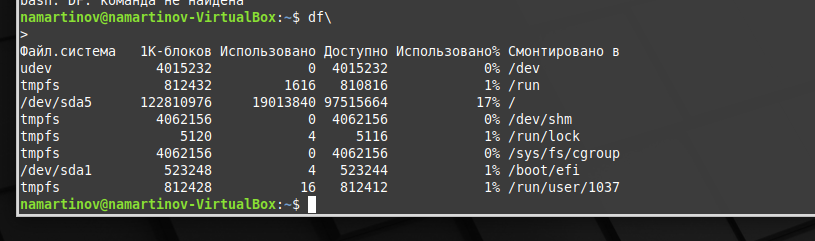 bash: DF: команда не найдена
namartinov@namartinov-VirtualBox:~$ df\
>
Файл.система   1K-блоков Использовано Доступно Использовано% Смонтировано в
udev             4015232            0  4015232            0% /dev
tmpfs             812432         1616   810816            1% /run
/dev/sda5      122810976     19013840 97515664           17% /
tmpfs            4062156            0  4062156            0% /dev/shm
tmpfs               5120            4     5116            1% /run/lock
tmpfs            4062156            0  4062156            0% /sys/fs/cgroup
/dev/sda1         523248            4   523244            1% /boot/efi
tmpfs             812428           16   812412            1% /run/user/1037
namartinov@namartinov-VirtualBox:~$